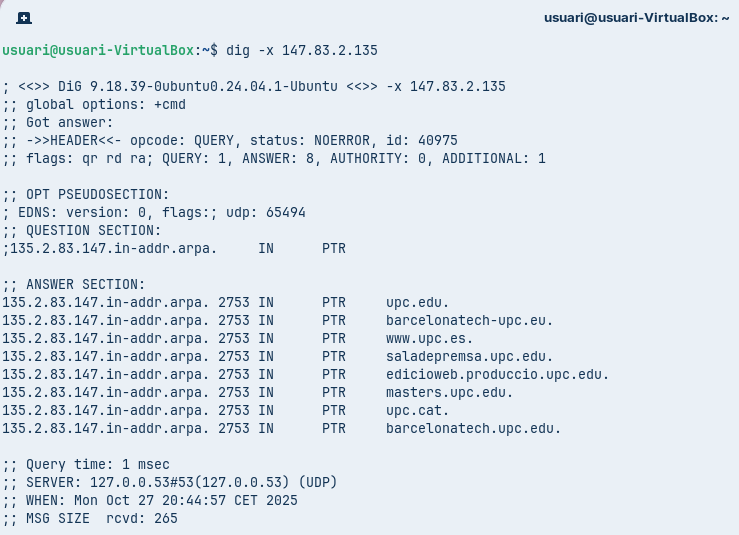 usuari@usuari-VirtualBox: ~
usuari@usuari-VirtualBox:~$ dig -x 147.83.2.135
; <<>> DiG 9.18.39-0ubuntu0.24.04.1-Ubuntu <<>> -x 147.83.2.135
;; global options: +cmd
;; Got answer:
;; ->>HEADER<<- opcode: QUERY, status: NOERROR, id: 40975
;; flags: qr rd ra; QUERY: 1, ANSWER: 8, AUTHORITY: 0, ADDITIONAL: 1
;; OPT PSEUDOSECTION:
; EDNS: version: 0, flags:; udp: 65494
;; QUESTION SECTION:
;135.2.83.147.in-addr.arpa.     IN      PTR
;; ANSWER SECTION:
135.2.83.147.in-addr.arpa. 2753 IN      PTR     upc.edu.
135.2.83.147.in-addr.arpa. 2753 IN      PTR     barcelonatech-upc.eu.
135.2.83.147.in-addr.arpa. 2753 IN      PTR     www.upc.es.
135.2.83.147.in-addr.arpa. 2753 IN      PTR     saladepremsa.upc.edu.
135.2.83.147.in-addr.arpa. 2753 IN      PTR     edicioweb.produccio.upc.edu.
135.2.83.147.in-addr.arpa. 2753 IN      PTR     masters.upc.edu.
135.2.83.147.in-addr.arpa. 2753 IN      PTR     upc.cat.
135.2.83.147.in-addr.arpa. 2753 IN      PTR     barcelonatech.upc.edu.
;; Query time: 1 msec
;; SERVER: 127.0.0.53#53(127.0.0.53) (UDP)
;; WHEN: Mon Oct 27 20:44:57 CET 2025
;; MSG SIZE  rcvd: 265